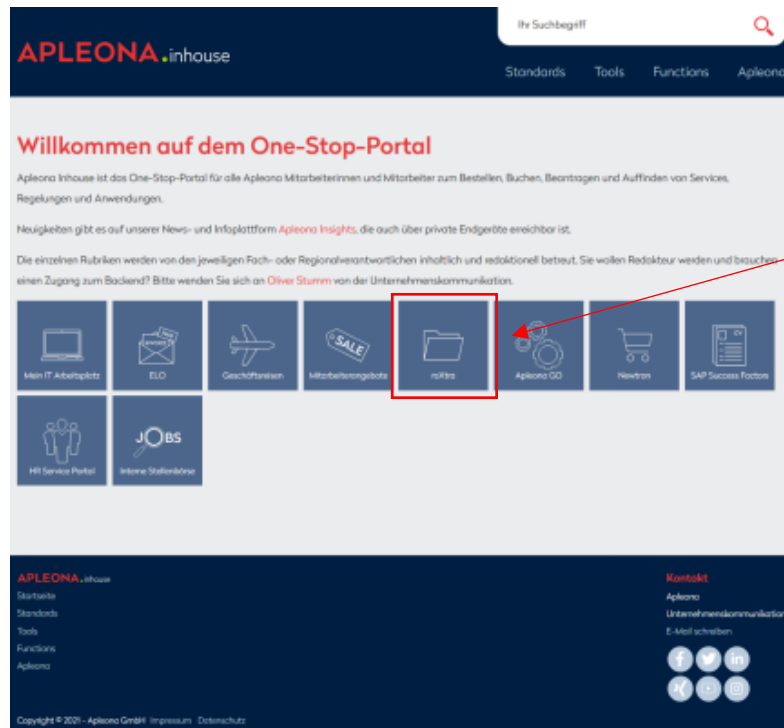 Ihr Suchbegriff
APLEONA.inhouse
Standards Tools Functions Apleona
Willkommen auf dem One-Stop-Portal
Apleona Inhouse ist das One-Stop-Portal für alle Apleona Mitarbeiterinnen und Mitarbeiter zum Bestellen, Buchen, Beantragen und Auffinden von Services,
Regelungen und Anwendungen.
Neuigkeiten gibt es auf unserer News- und Infoplattform Apleona Insights, die auch über private Endgeräte erreichbar ist.
Die einzelnen Rubriken werden von den jeweiligen Fach- oder Regionalverantwortlichen inhaltlich und redaktionell betreut. Sie wollen Redakteur werden und brauchen
einen Zugang zum Backend? Bitte wenden Sie sich an Oliver Stumm von der Unternehmenskommunikation.
SALE
CV
Mein IT Arbeitsplatz ELO Geschäftsreisen Mitarbeiterangebote roXtra Apleona GO Newtron SAP Success Factors
JOBS
HR Service Portal Interne Stellenbörse
APLEONA.inhouse
Startseite
Standards
Tools
Functions
Apleona
Kontakt
Apleona
Unternehmenskommunikation
E-Mail schreiben
Copyright © 2021 - Apleona GmbH Impressum Datenschutz